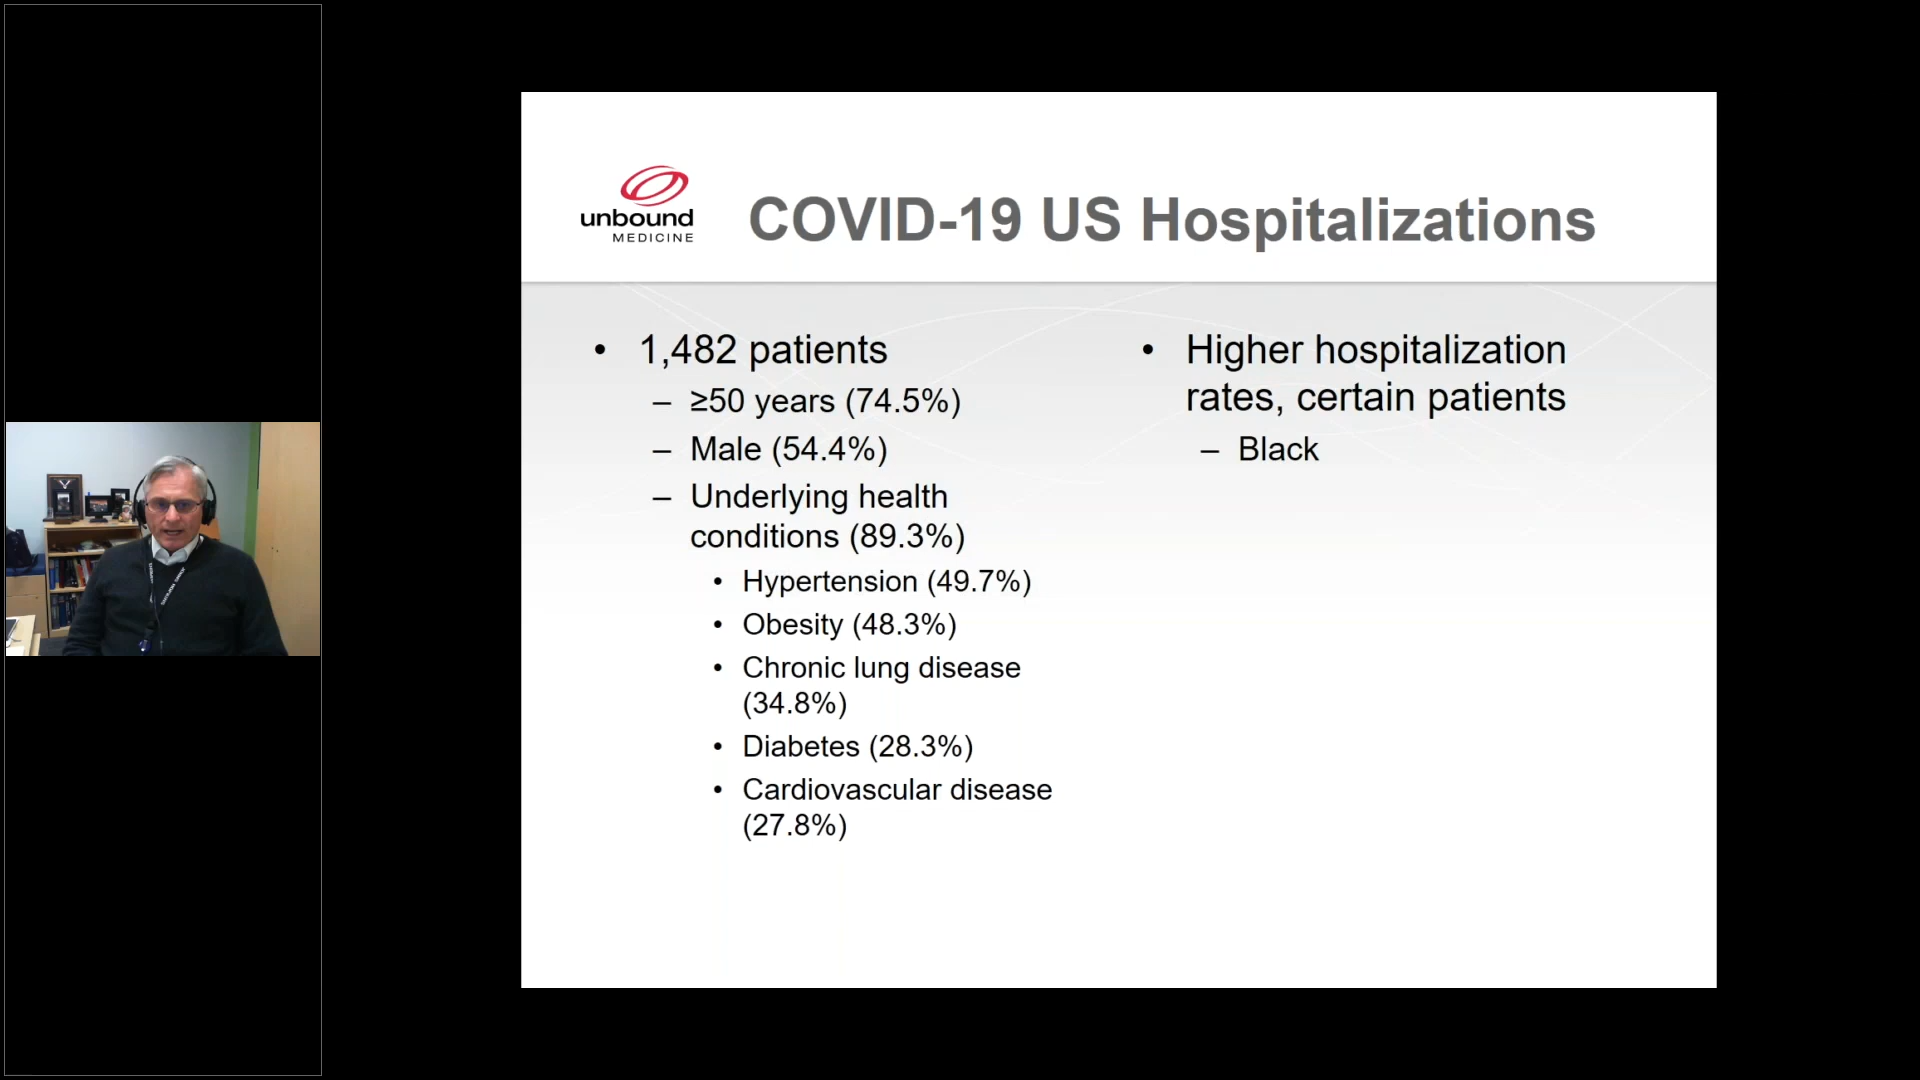 unbound
MEDICINE
COVID-19 US Hospitalizations
• 1,482 patients
– ≥50 years (74.5%)
– Male (54.4%)
– Underlying health
conditions (89.3%)
• Hypertension (49.7%)
• Obesity (48.3%)
• Chronic lung disease
(34.8%)
• Diabetes (28.3%)
• Cardiovascular disease
(27.8%)
• Higher hospitalization
rates, certain patients
– Black